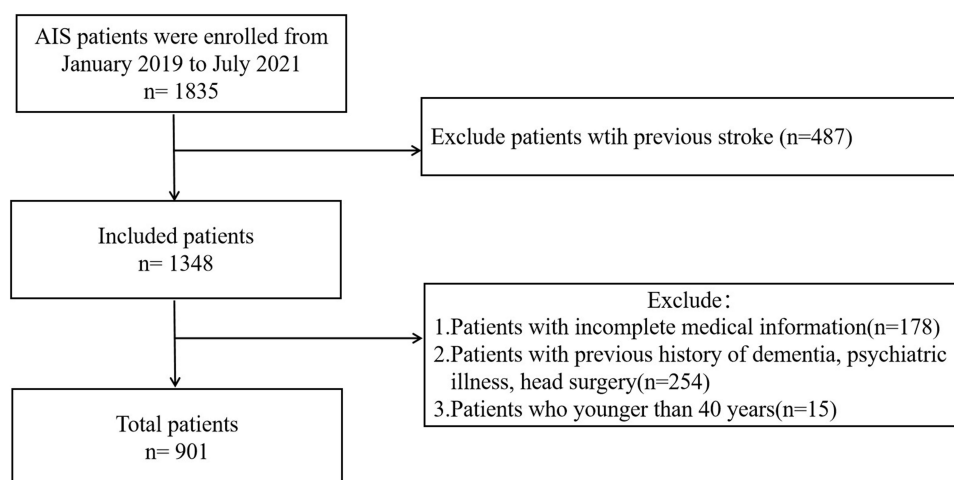 AIS patients were enrolled from
January 2019 to July 2021
n= 1835
Exclude patients wtih previous stroke (n=487)
Included patients
n= 1348
Exclude：
1.Patients with incomplete medical information(n=178)
2.Patients with previous history of dementia, psychiatric
illness, head surgery(n=254)
3.Patients who younger than 40 years(n=15)
Total patients
n= 901